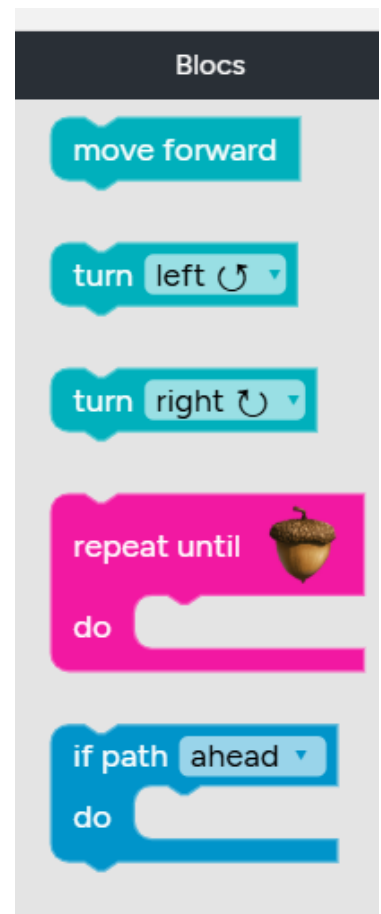 Blocs
move forward
turn left ↺
turn right ↻
repeat until
do
if path ahead
do